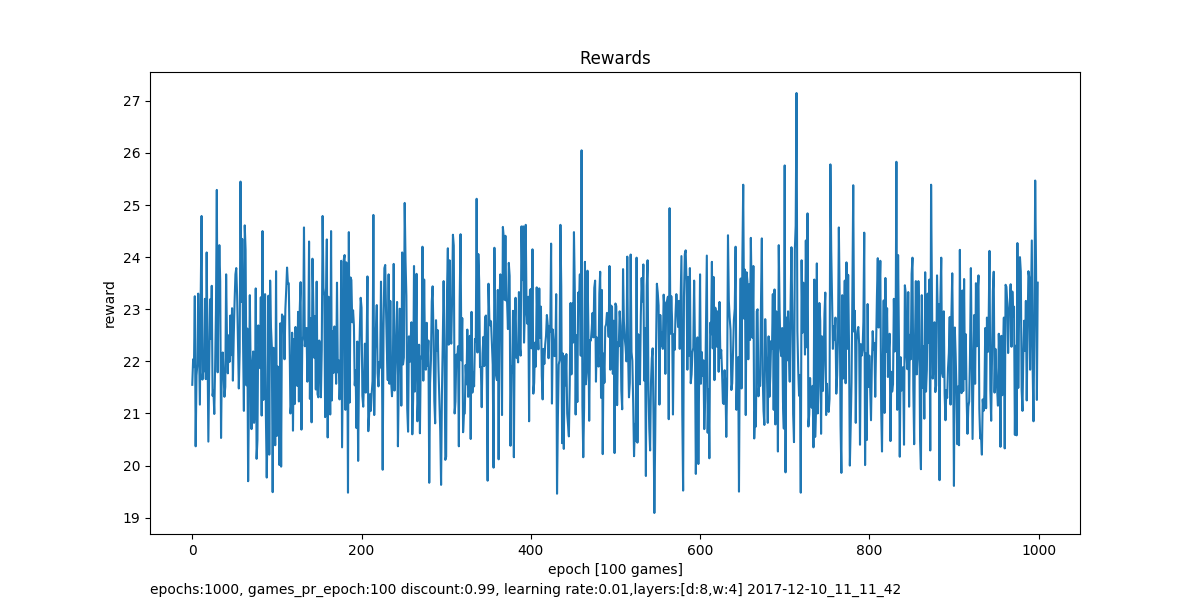 Rewards
27
26
25
24
23
22
21
20
19
reward
0 200 400 600 800 1000
epoch [100 games]
epochs:1000, games_pr_epoch:100 discount:0.99, learning rate:0.01,layers:[d:8,w:4] 2017-12-10_11_11_42